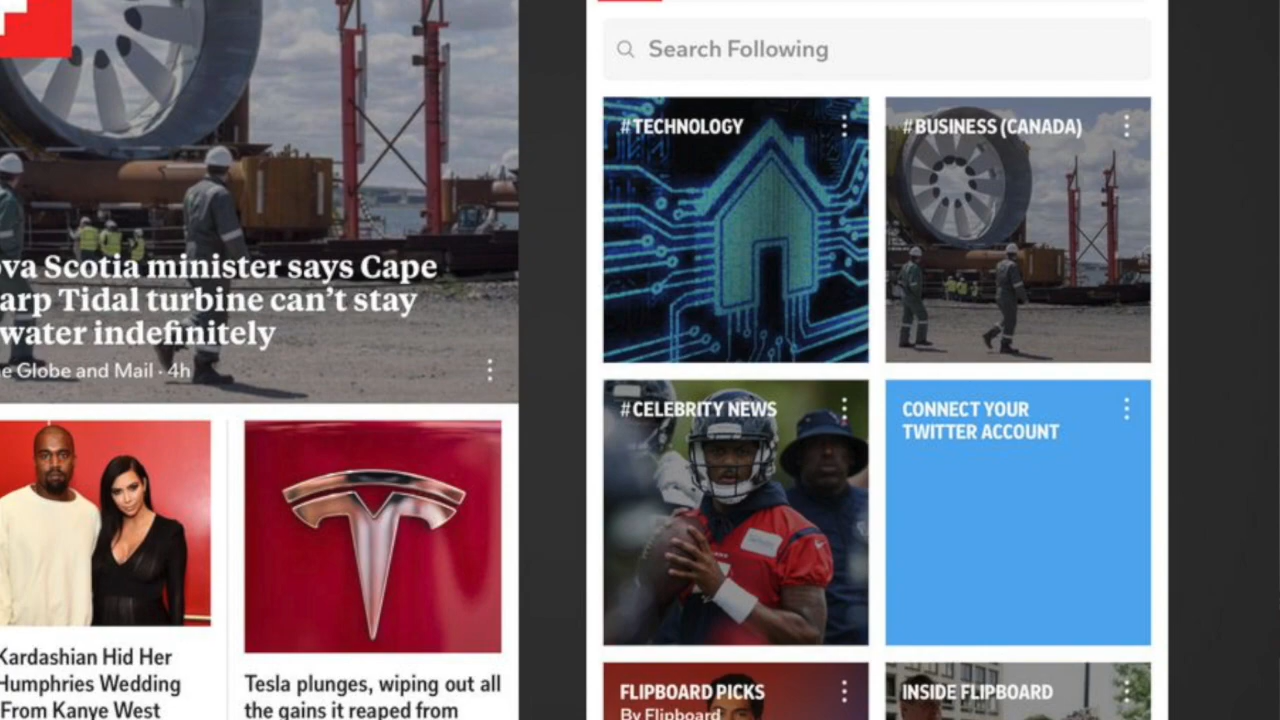 ova Scotia minister says Cape
arp Tidal turbine can't stay
water indefinitely
e Globe and Mail · 4h
Kardashian Hid Her
Humphries Wedding
From Kanye West
Tesla plunges, wiping out all
the gains it reaped from
Search Following
#TECHNOLOGY
#BUSINESS (CANADA)
#CELEBRITY NEWS
CONNECT YOUR
TWITTER ACCOUNT
FLIPBOARD PICKS
By Flipboard
INSIDE FLIPBOARD